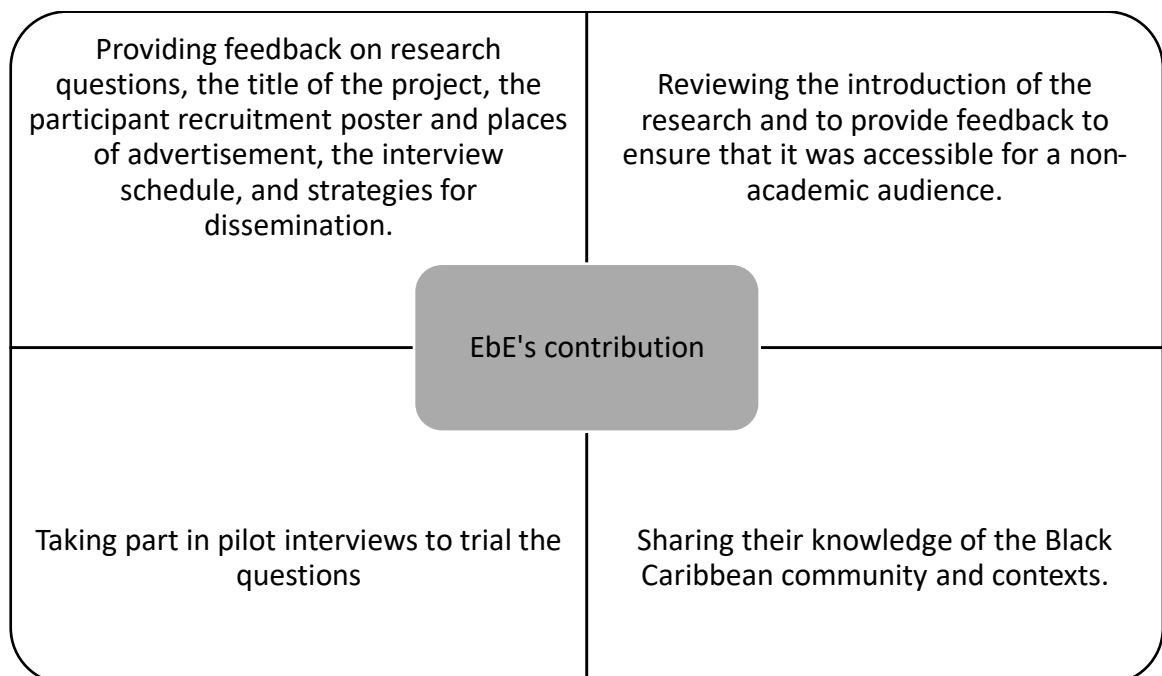 Providing feedback on research
questions, the title of the project, the
participant recruitment poster and places
of advertisement, the interview
schedule, and strategies for
dissemination.
Reviewing the introduction of the
research and to provide feedback to
ensure that it was accessible for a non-
academic audience.
EbE's contribution
Taking part in pilot interviews to trial the
questions
Sharing their knowledge of the Black
Caribbean community and contexts.